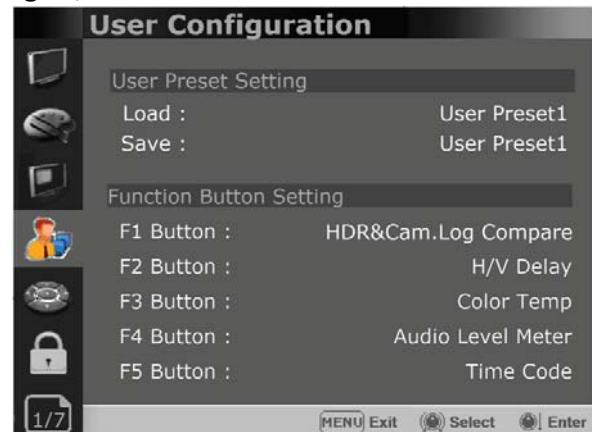 User Configuration
User Preset Setting
Load : User Preset1
Save : User Preset1
Function Button Setting
F1 Button : HDR&Cam.Log Compare
F2 Button : H/V Delay
F3 Button : Color Temp
F4 Button : Audio Level Meter
F5 Button : Time Code
1/7 MENU Exit Select Enter